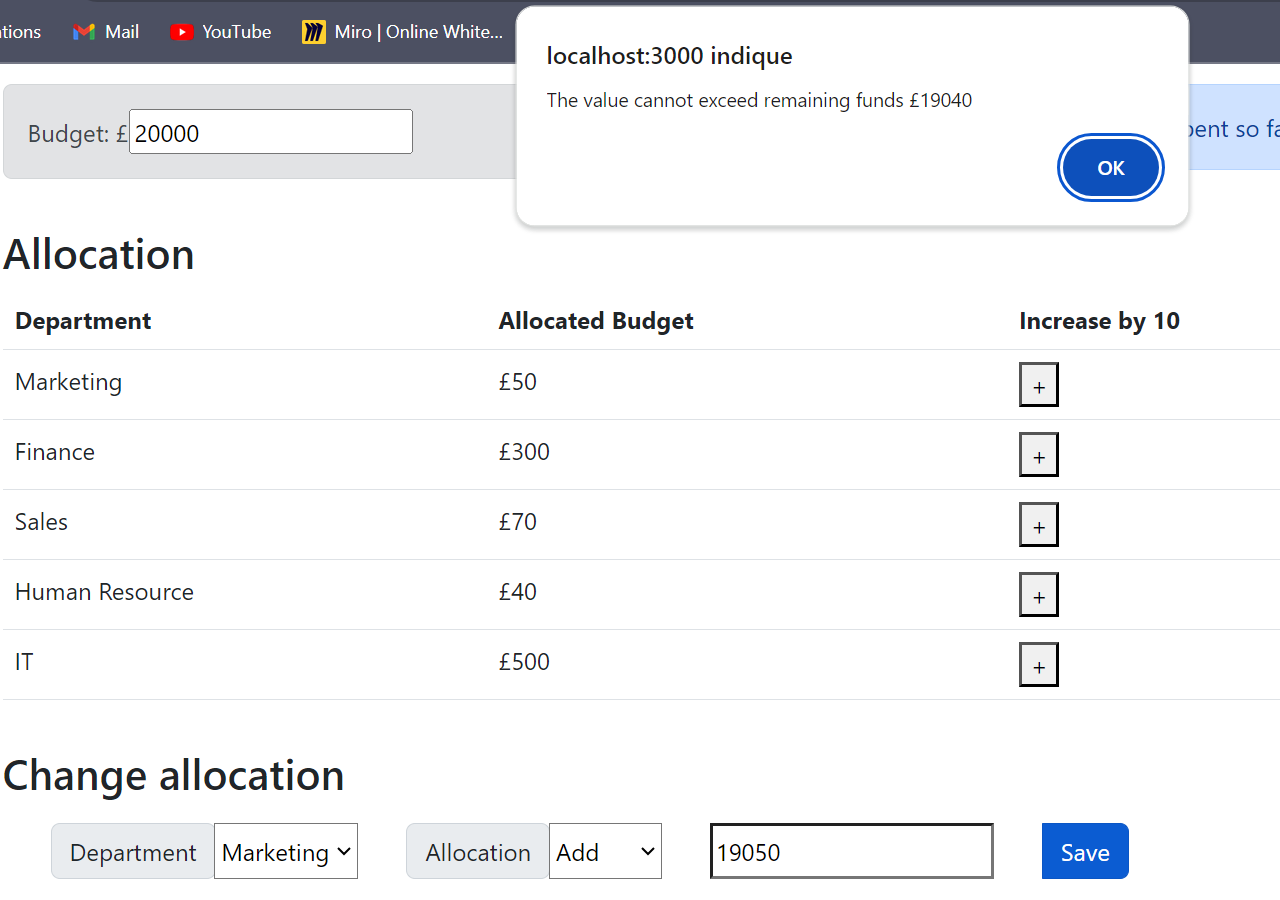 tions Mail YouTube Miro | Online White...
localhost:3000 indique
The value cannot exceed remaining funds £19040
OK
Budget: £ 20000
pent so fa
Allocation
Department Allocated Budget Increase by 10
Marketing £50 +
Finance £300 +
Sales £70 +
Human Resource £40 +
IT £500 +
Change allocation
Department Marketing Allocation Add 19050 Save